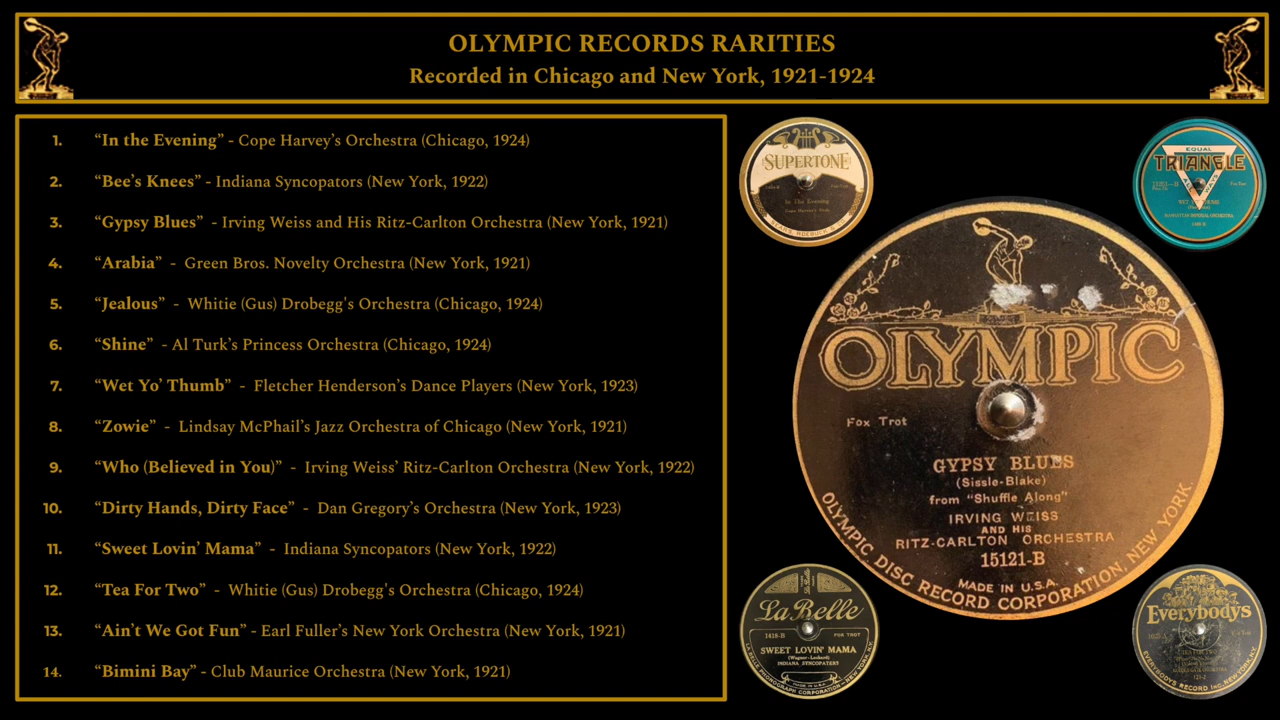 OLYMPIC RECORDS RARITIES
Recorded in Chicago and New York, 1921-1924
1. “In the Evening” - Cope Harvey’s Orchestra (Chicago, 1924)
2. “Bee’s Knees” - Indiana Syncopators (New York, 1922)
3. “Gypsy Blues” - Irving Weiss and His Ritz-Carlton Orchestra (New York, 1921)
4. “Arabia” - Green Bros. Novelty Orchestra (New York, 1921)
5. “Jealous” - Whitie (Gus) Drobegg's Orchestra (Chicago, 1924)
6. “Shine” - Al Turk’s Princess Orchestra (Chicago, 1924)
7. “Wet Yo’ Thumb” - Fletcher Henderson’s Dance Players (New York, 1923)
8. “Zowie” - Lindsay McPhail’s Jazz Orchestra of Chicago (New York, 1921)
9. “Who (Believed in You)” - Irving Weiss’ Ritz-Carlton Orchestra (New York, 1922)
10. “Dirty Hands, Dirty Face” - Dan Gregory’s Orchestra (New York, 1923)
11. “Sweet Lovin’ Mama” - Indiana Syncopators (New York, 1922)
12. “Tea For Two” - Whitie (Gus) Drobegg's Orchestra (Chicago, 1924)
13. “Ain’t We Got Fun” - Earl Fuller’s New York Orchestra (New York, 1921)
14. “Bimini Bay” - Club Maurice Orchestra (New York, 1921)
SUPERTONE
In The Evening
EQUAL
TRIANGLE
OLYMPIC
Fox Trot
GYPSY BLUES
(Sissle-Blake)
from "Shuffle Along"
IRVING WEISS
AND HIS
RITZ-CARLTON ORCHESTRA
15121-B
MADE IN U.S.A.
OLYMPIC DISC RECORD CORPORATION, NEW YORK.
La Belle
1418-B FOX TROT
SWEET LOVIN' MAMA
INDIANA SYNCOPATERS
Everybodys